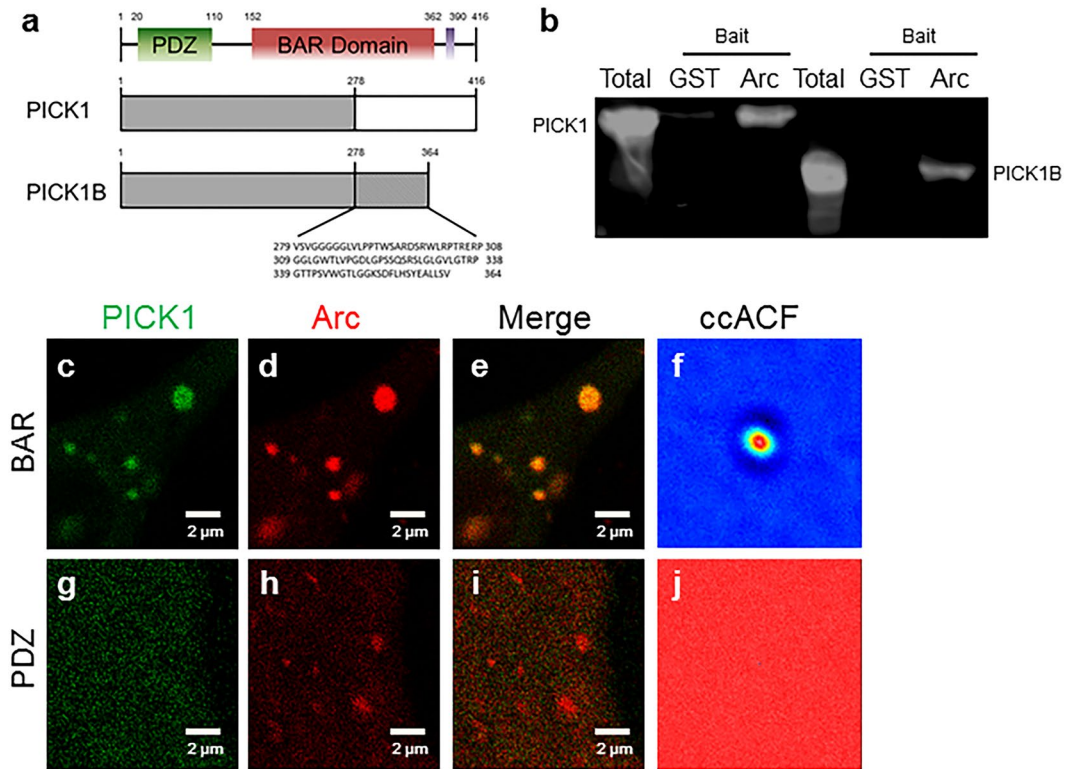 a
1 20 110 152 362 390 416
PDZ
BAR Domain
1 278 416
PICK1
1 278 364
PICK1B
279 VSVGGGGGLVLPPTWSARDSRWLRPTRERP 308
309 GGLGWTLVPGDLGPSSQSRSLGLGVLGTRP 338
339 GTTPSVWGTLGGKSDFLHSYEALLSV 364
b
Bait Bait
Total GST Arc Total GST Arc
PICK1
PICK1B
PICK1 Arc Merge ccACF
BAR
c d e f
2 µm 2 µm 2 µm
PDZ
g h i j
2 µm 2 µm 2 µm